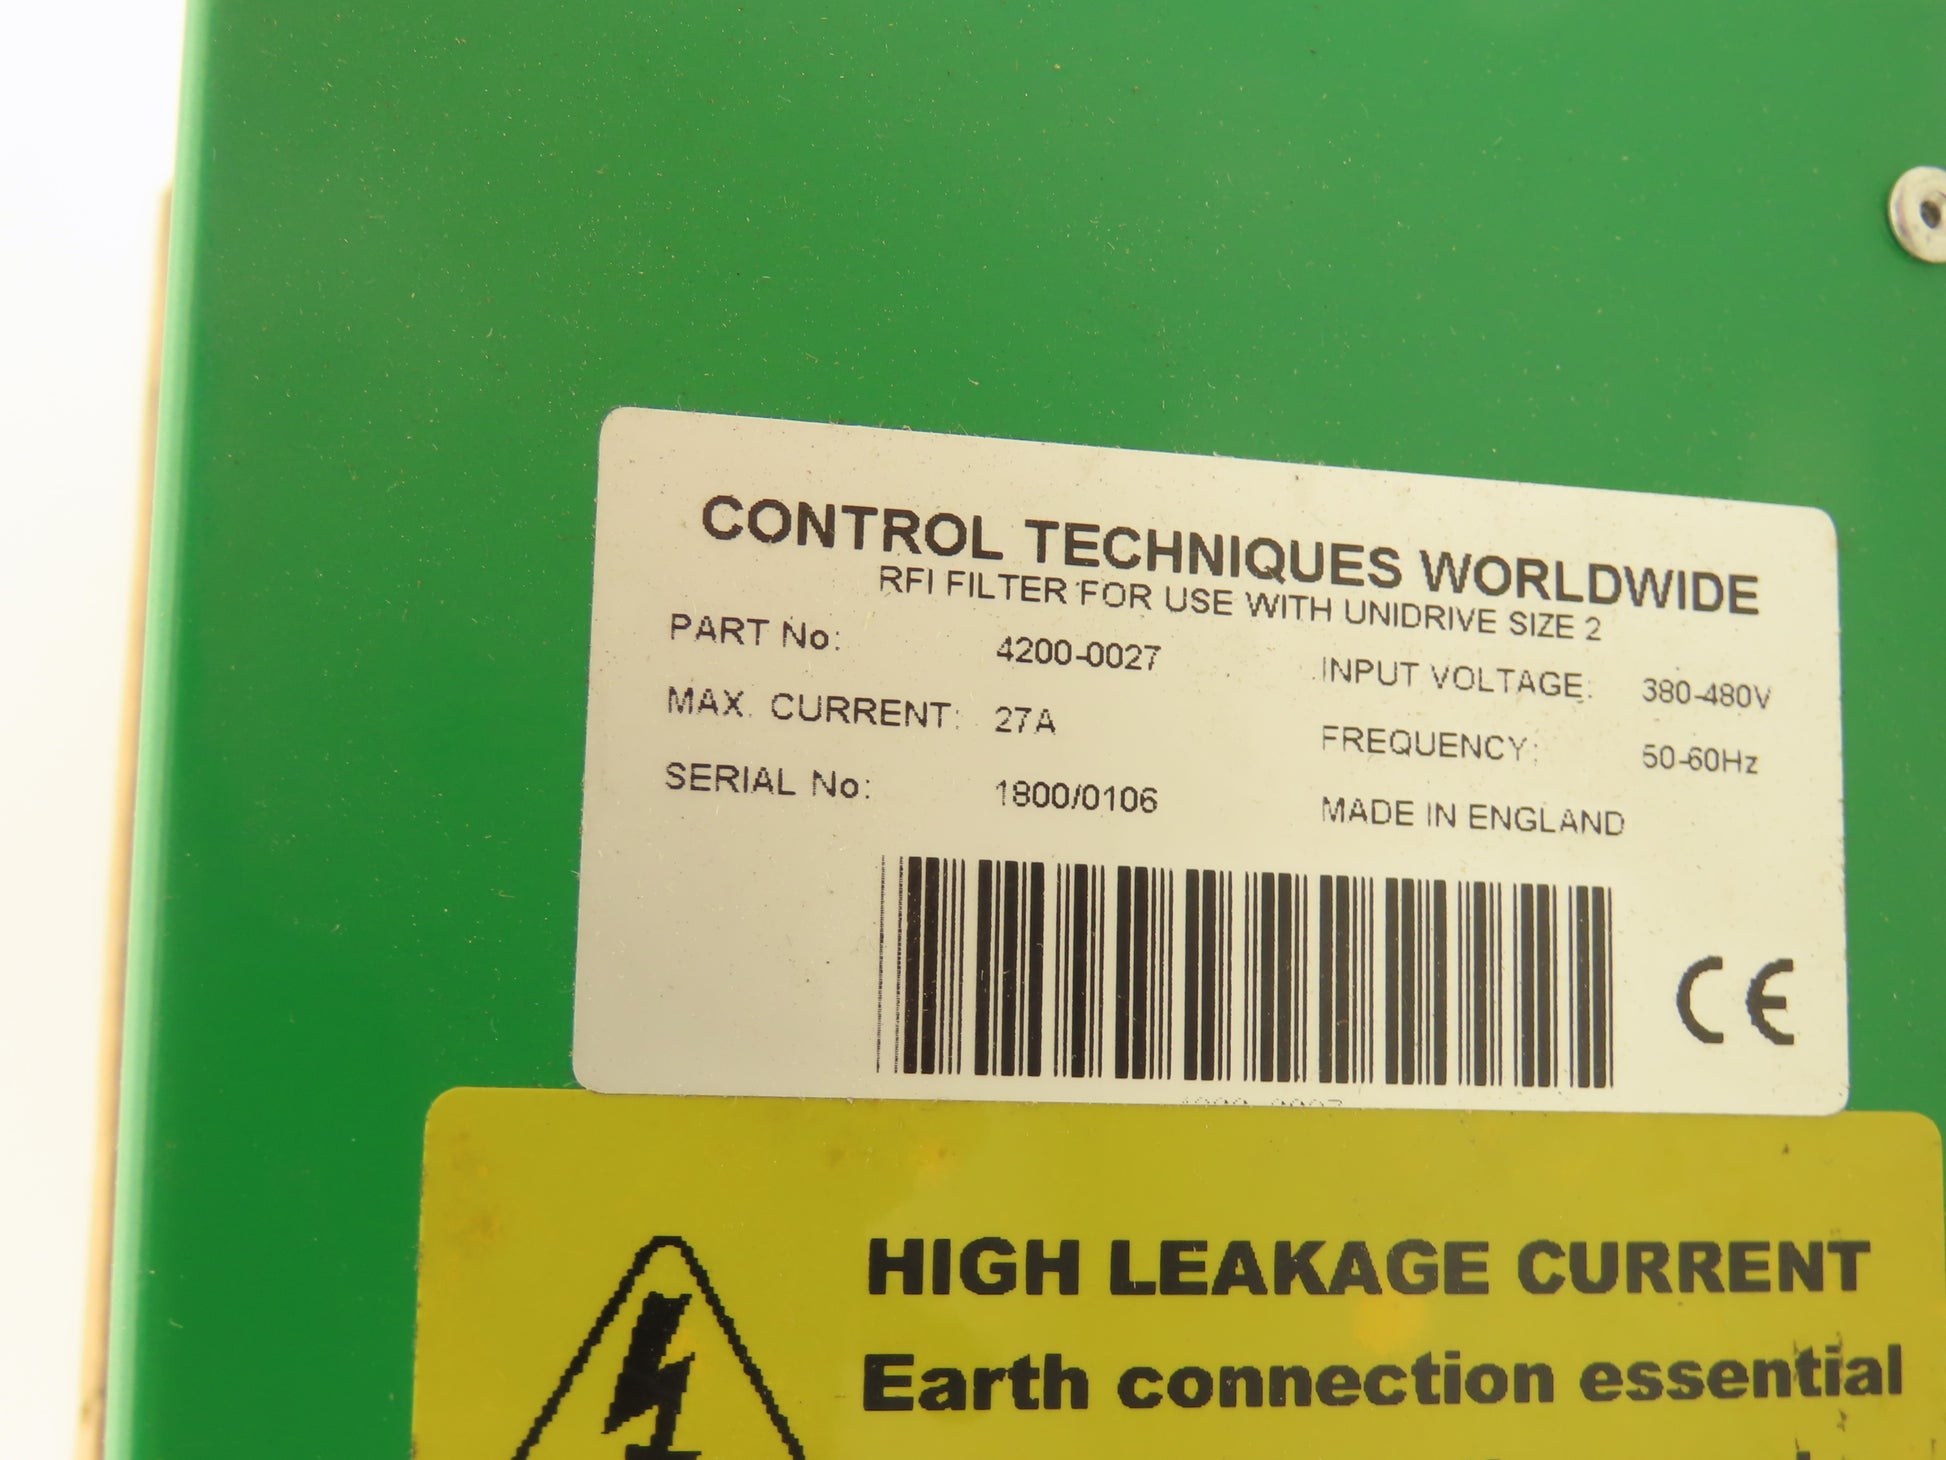 CONTROL TECHNIQUES WORLDWIDE
RFI FILTER FOR USE WITH UNIDRIVE SIZE 2
PART No: 4200-0027 INPUT VOLTAGE: 380-480V
MAX. CURRENT: 27A FREQUENCY: 50-60Hz
SERIAL No: 1800/0106 MADE IN ENGLAND
CE
HIGH LEAKAGE CURRENT
Earth connection essential